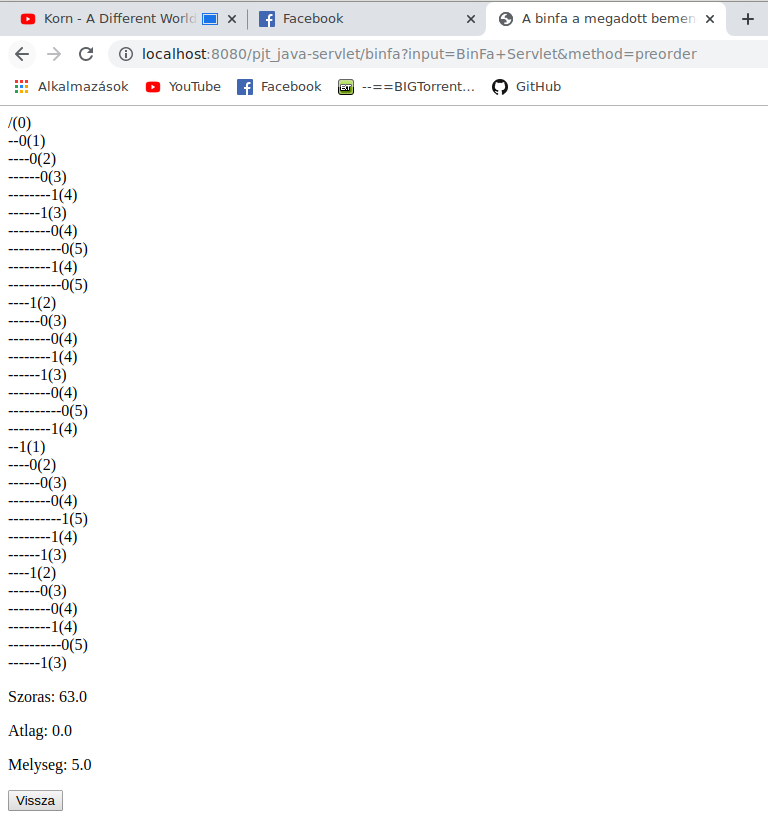 Korn - A Different World
Facebook
A binfa a megadott bemen
localhost:8080/pjt_java-servlet/binfa?input=BinFa+Servlet&method=preorder
Alkalmazások
YouTube
Facebook
--==BIGTorrent...
GitHub
/(0)
--0(1)
----0(2)
------0(3)
--------1(4)
------1(3)
--------0(4)
----------0(5)
--------1(4)
----------0(5)
----1(2)
------0(3)
--------0(4)
--------1(4)
------1(3)
--------0(4)
----------0(5)
--------1(4)
--1(1)
----0(2)
------0(3)
--------0(4)
----------1(5)
--------1(4)
------1(3)
----1(2)
------0(3)
--------0(4)
--------1(4)
----------0(5)
------1(3)
Szoras: 63.0
Atlag: 0.0
Melyseg: 5.0
Vissza